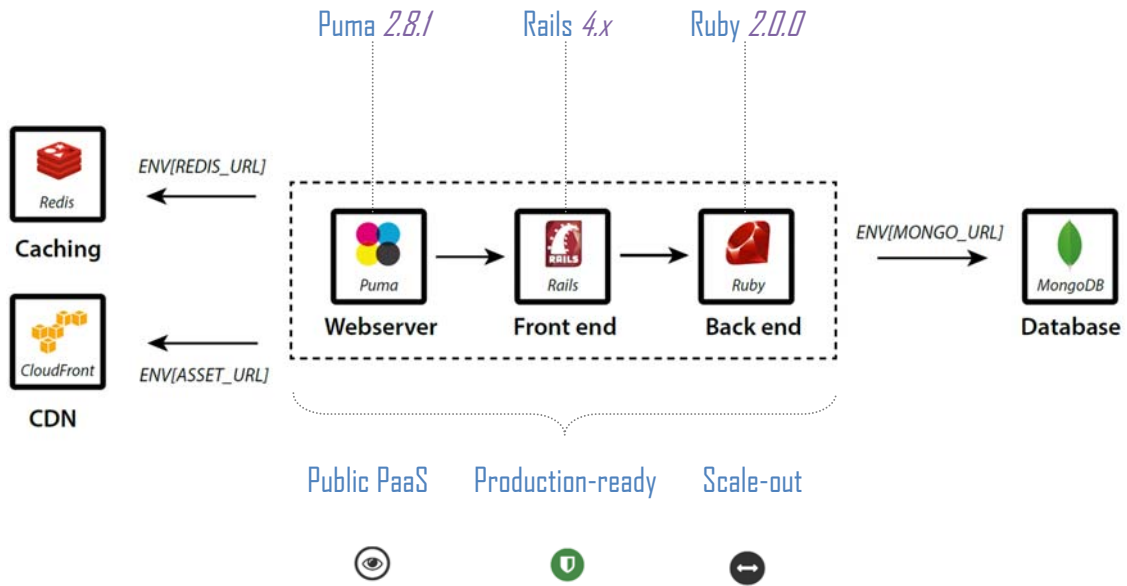 Puma 2.8.1
Rails 4.x
Ruby 2.0.0
Redis
Caching
ENV[REDIS_URL]
CloudFront
CDN
ENV[ASSET_URL]
Puma
Webserver
RAILS
Rails
Front end
Ruby
Back end
ENV[MONGO_URL]
MongoDB
Database
Public PaaS
Production-ready
Scale-out